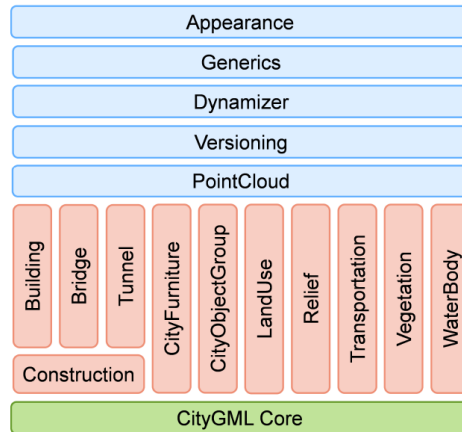 Appearance
Generics
Dynamizer
Versioning
PointCloud
Building
Bridge
Tunnel
CityFurniture
CityObjectGroup
LandUse
Relief
Transportation
Vegetation
WaterBody
Construction
CityGML Core